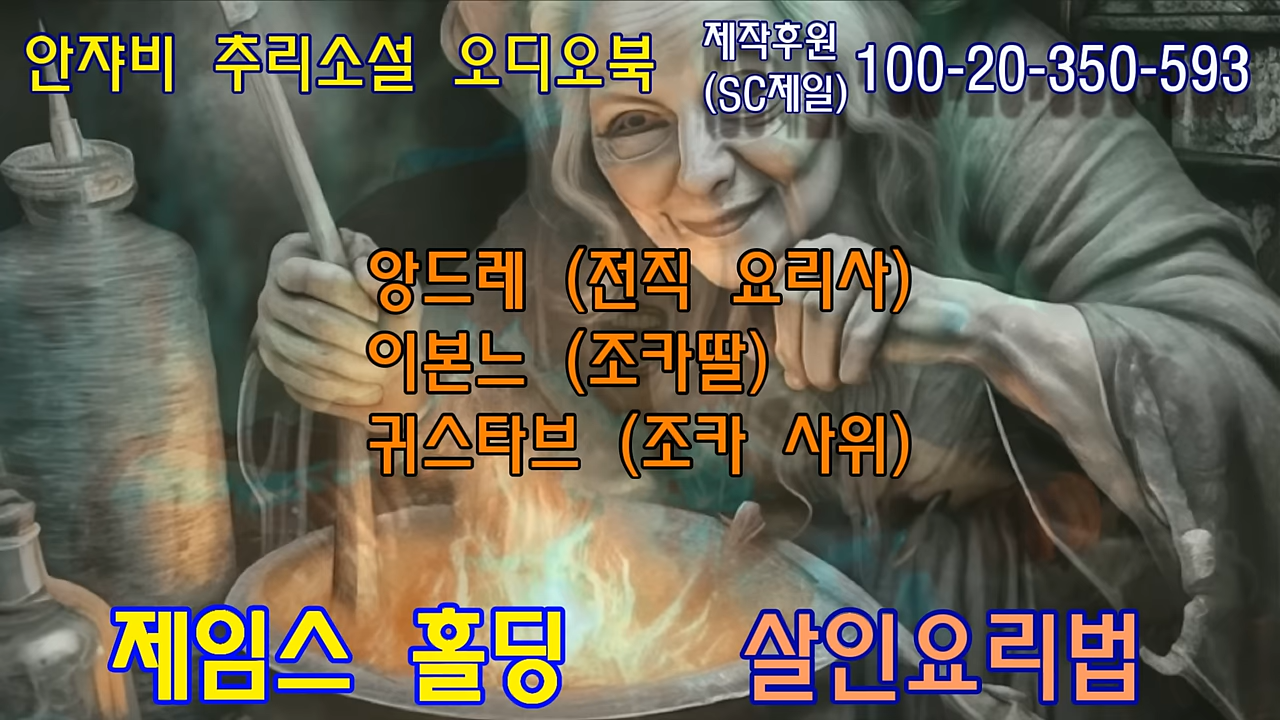 안쟈비 추리소설 오디오북
제작후원
(SC제일) 100-20-350-593
앙드레 (전직 요리사)
이본느 (조카딸)
귀스타브 (조카 사위)
제임스 홀딩
살인요리법